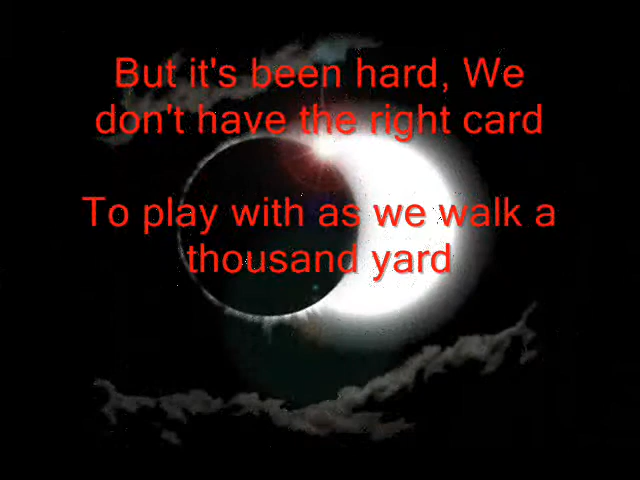 But it's been hard, We
don't have the right card
To play with as we walk a
thousand yard